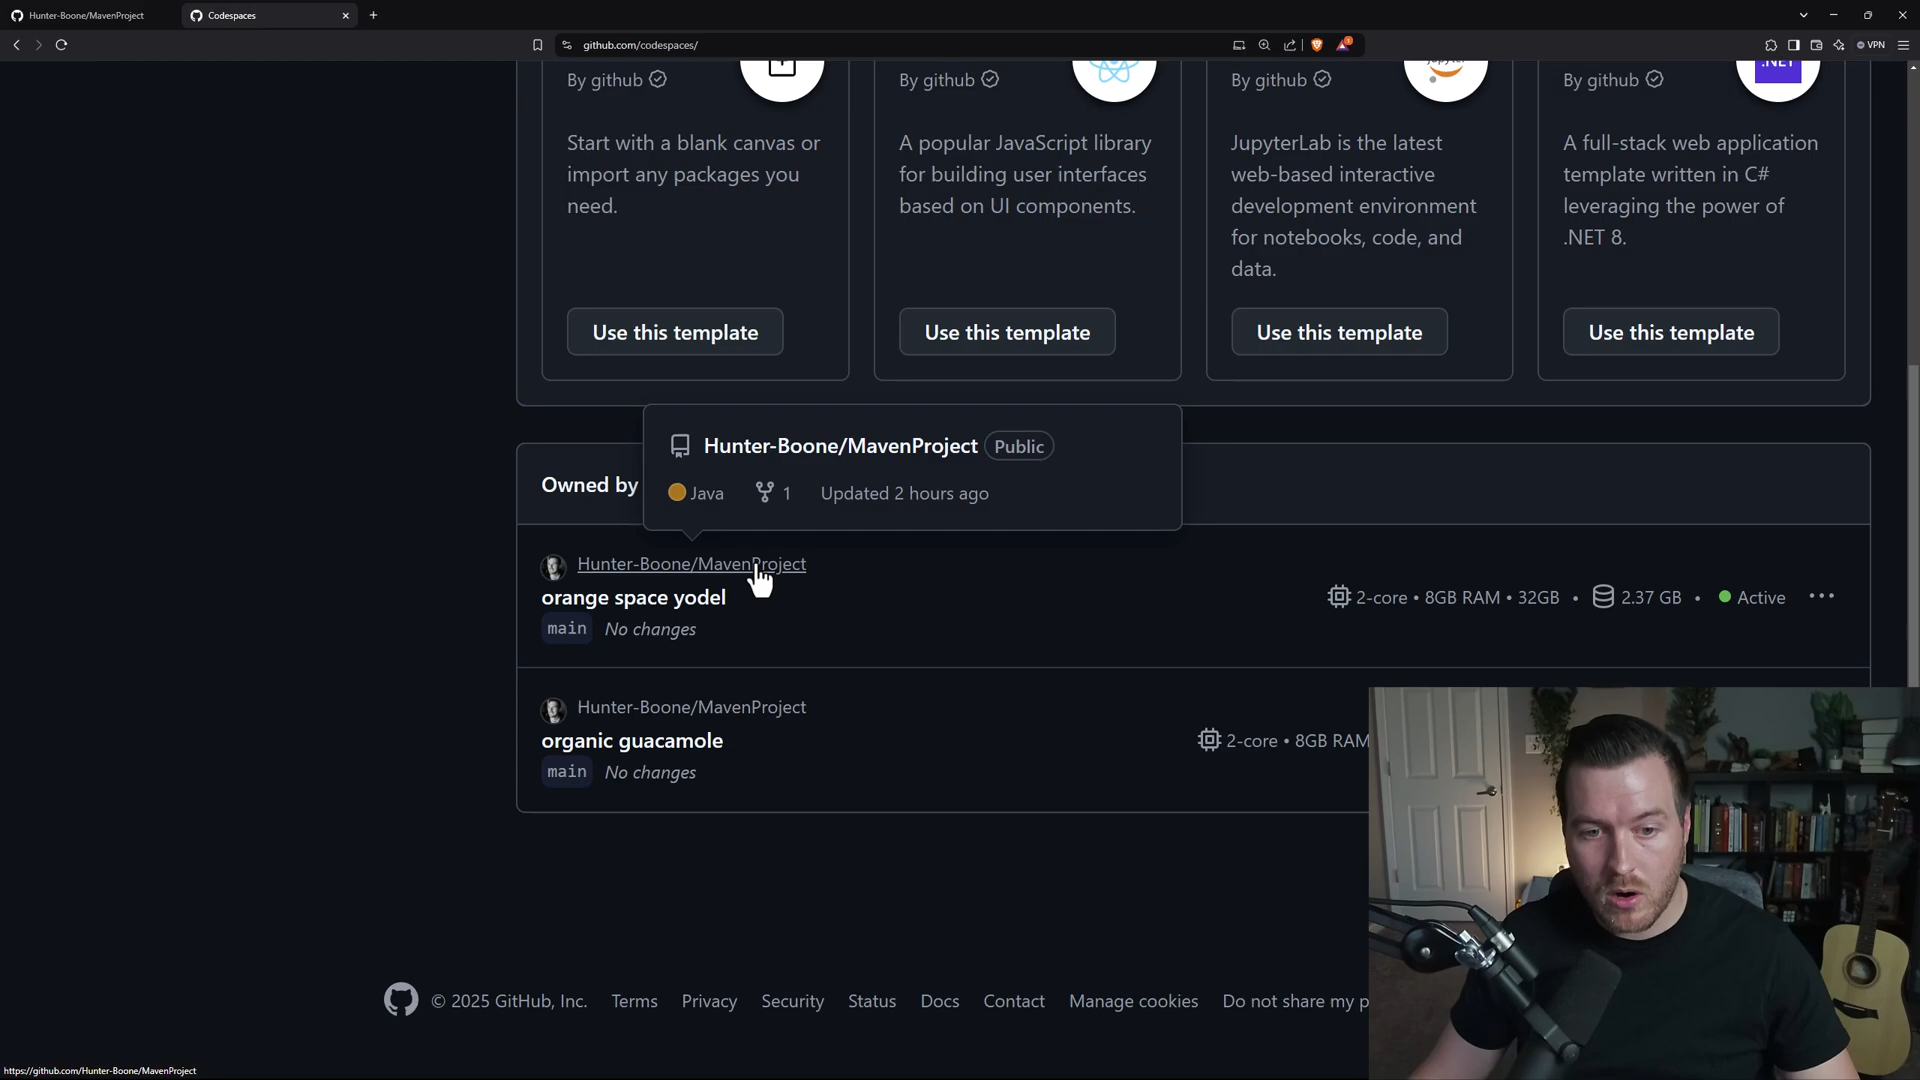 Hunter-Boone/MavenProject
Codespaces
github.com/codespaces/
1
VPN
By github
By github
By github
By github
.NET
Start with a blank canvas or
import any packages you
need.
A popular JavaScript library
for building user interfaces
based on UI components.
JupyterLab is the latest
web-based interactive
development environment
for notebooks, code, and
data.
A full-stack web application
template written in C#
leveraging the power of
.NET 8.
Use this template
Use this template
Use this template
Use this template
Hunter-Boone/MavenProject Public
Java 1 Updated 2 hours ago
Owned by
Hunter-Boone/MavenProject
orange space yodel
main No changes
2-core • 8GB RAM • 32GB • 2.37 GB • Active
Hunter-Boone/MavenProject
organic guacamole
main No changes
2-core • 8GB RAM
© 2025 GitHub, Inc. Terms Privacy Security Status Docs Contact Manage cookies Do not share my p
https://github.com/Hunter-Boone/MavenProject